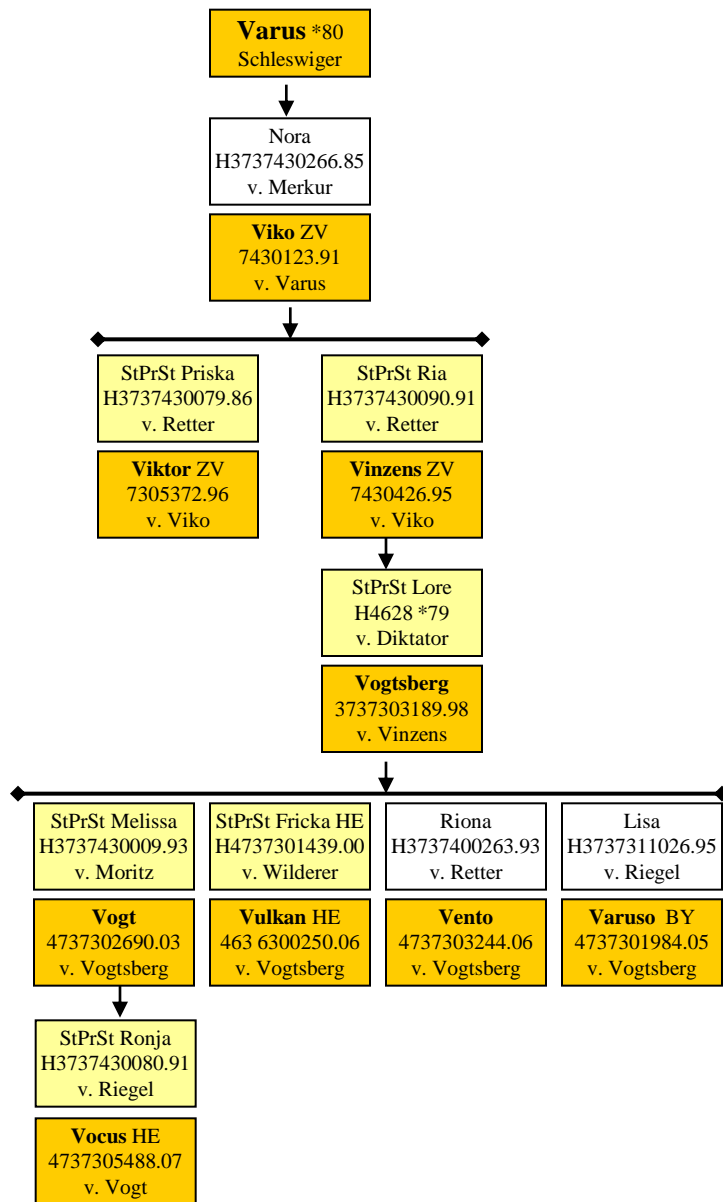 Varus *80
Schleswiger
Nora
H3737430266.85
v. Merkur
Viko ZV
7430123.91
v. Varus
StPrSt Priska
H3737430079.86
v. Retter
Viktor ZV
7305372.96
v. Viko
StPrSt Ria
H3737430090.91
v. Retter
Vinzens ZV
7430426.95
v. Viko
StPrSt Lore
H4628 *79
v. Diktator
Vogtsberg
3737303189.98
v. Vinzens
StPrSt Melissa
H3737430009.93
v. Moritz
Vogt
4737302690.03
v. Vogtsberg
StPrSt Fricka HE
H4737301439.00
v. Wilderer
Vulkan HE
463 6300250.06
v. Vogtsberg
Riona
H3737400263.93
v. Retter
Vento
4737303244.06
v. Vogtsberg
Lisa
H3737311026.95
v. Riegel
Varuso BY
4737301984.05
v. Vogtsberg
StPrSt Ronja
H3737430080.91
v. Riegel
Vocus HE
4737305488.07
v. Vogt